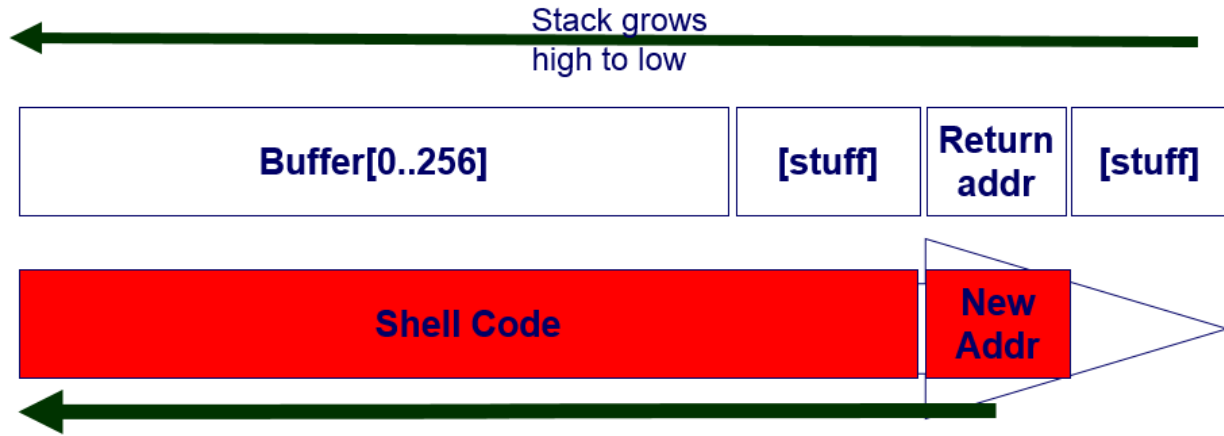 Stack grows
high to low
Buffer[0..256]
[stuff]
Return
addr
[stuff]
Shell Code
New
Addr